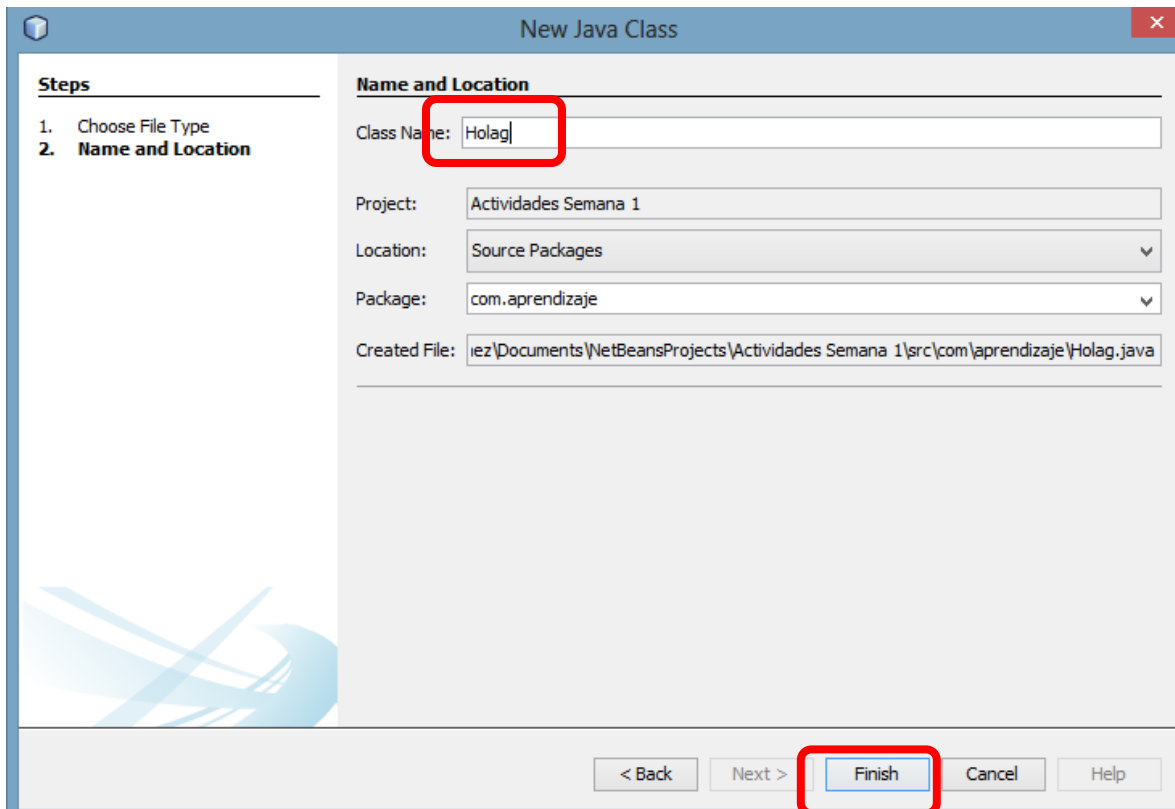 New Java Class
Steps
1. Choose File Type
2. Name and Location
Name and Location
Class Name: Holag
Project: Actividades Semana 1
Location: Source Packages
Package: com.aprendizaje
Created File: ıez\Documents\NetBeansProjects\Actividades Semana 1\src\com\aprendizaje\Holag.java
< Back Next > Finish Cancel Help